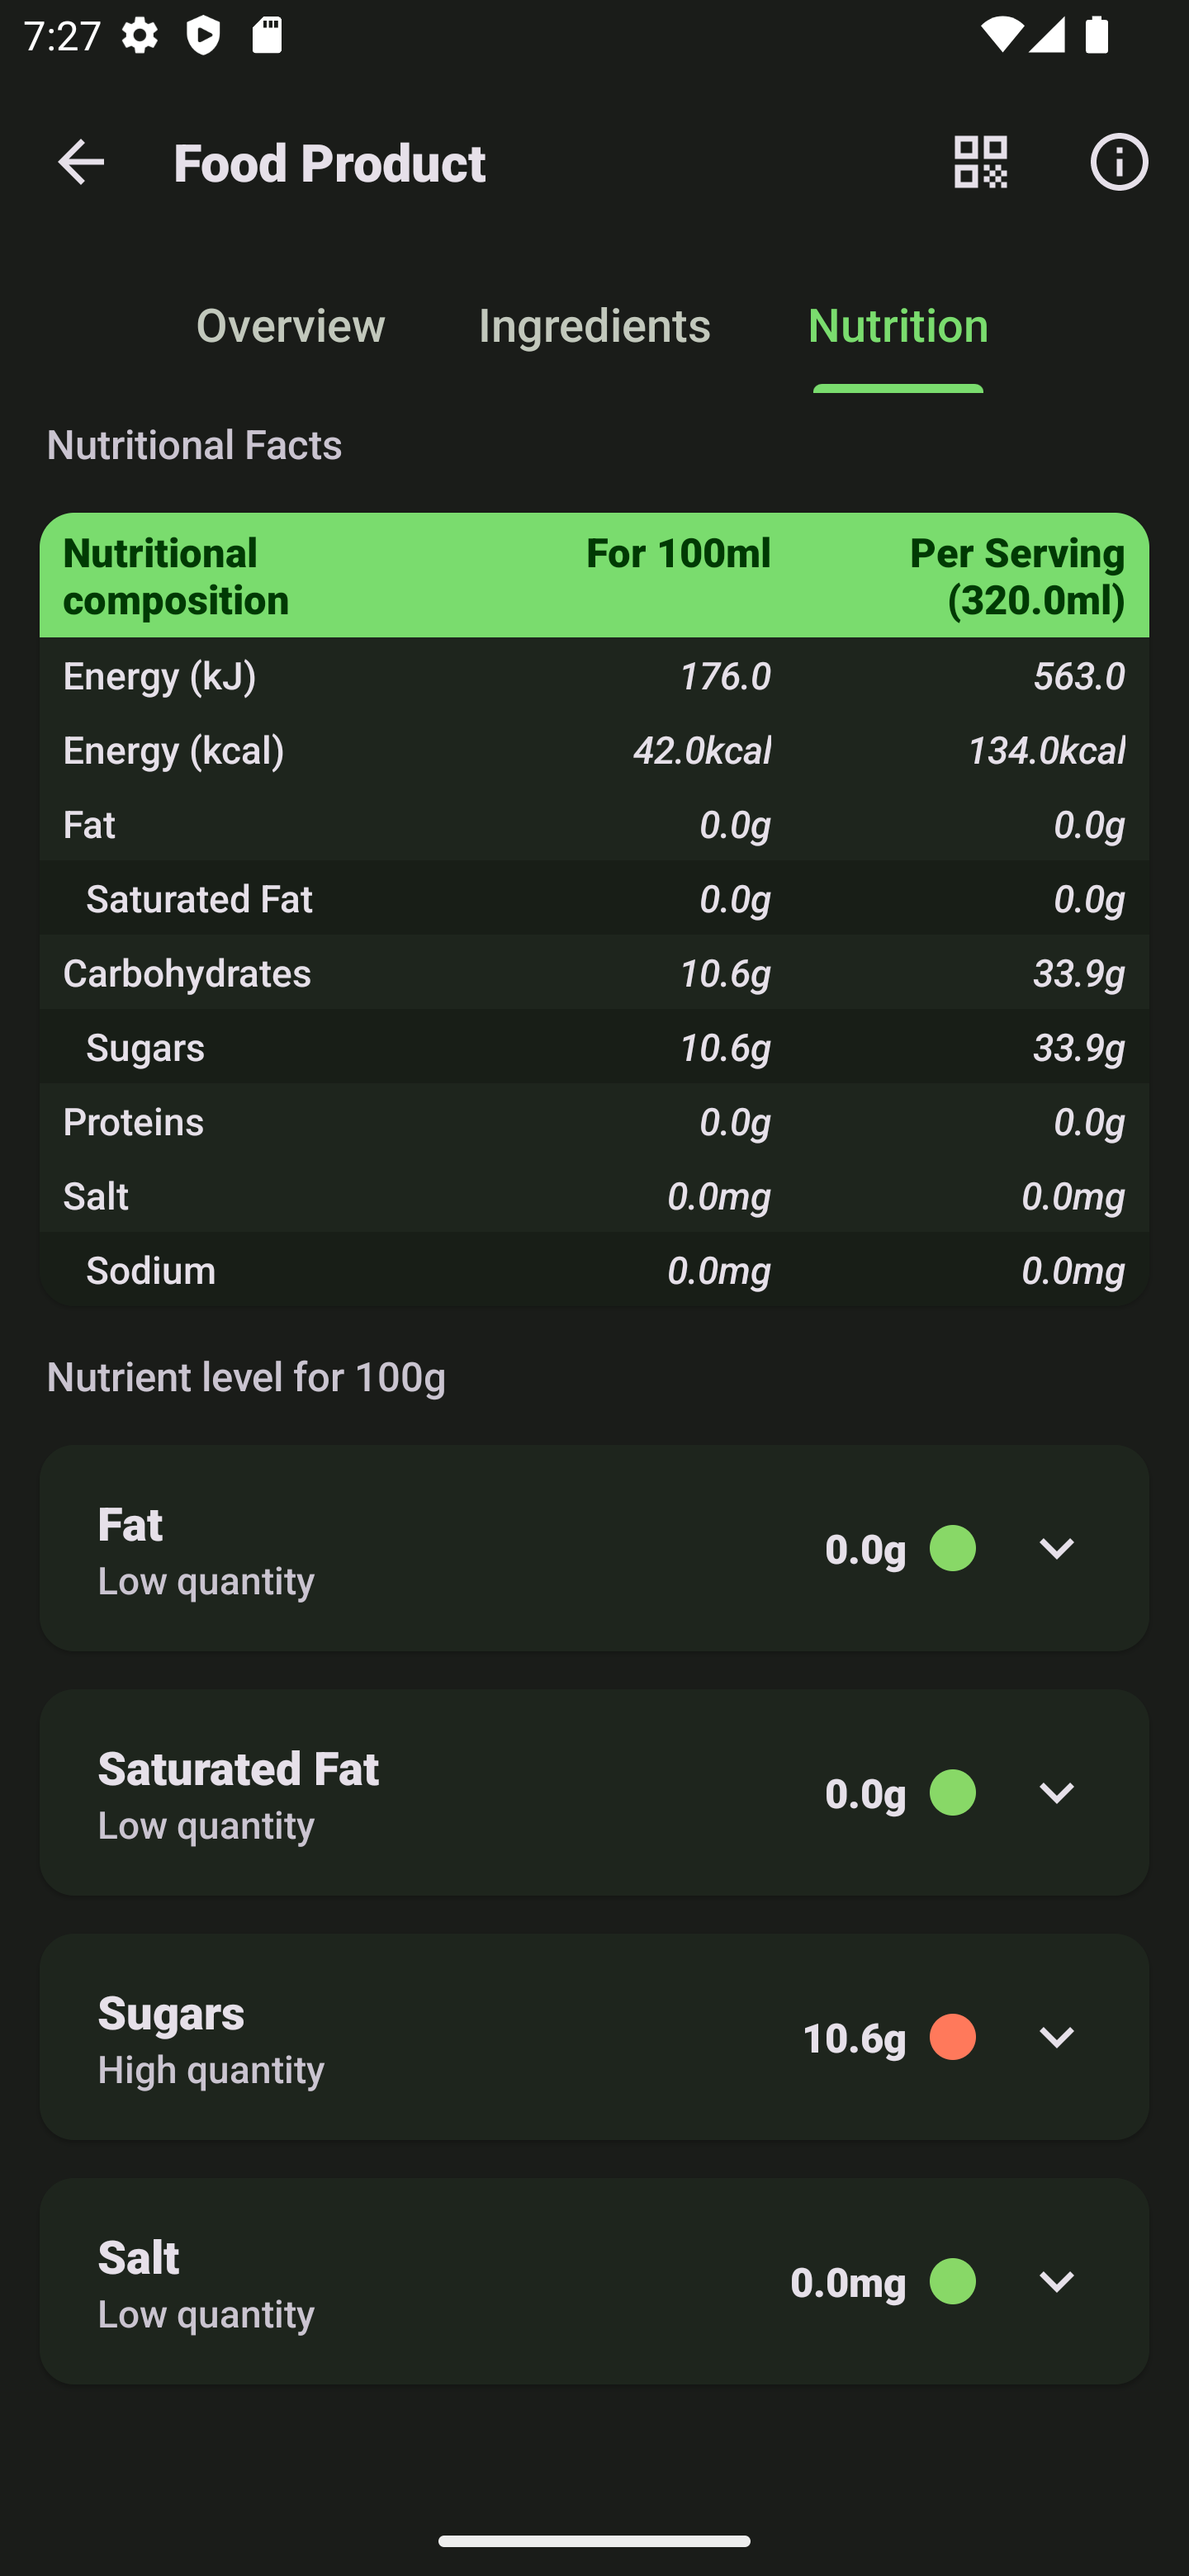 7:27
Food Product
Overview Ingredients Nutrition
Nutritional Facts
Nutritional composition For 100ml Per Serving (320.0ml)
Energy (kJ) 176.0 563.0
Energy (kcal) 42.0kcal 134.0kcal
Fat 0.0g 0.0g
Saturated Fat 0.0g 0.0g
Carbohydrates 10.6g 33.9g
Sugars 10.6g 33.9g
Proteins 0.0g 0.0g
Salt 0.0mg 0.0mg
Sodium 0.0mg 0.0mg
Nutrient level for 100g
Fat
Low quantity
0.0g
Saturated Fat
Low quantity
0.0g
Sugars
High quantity
10.6g
Salt
Low quantity
0.0mg